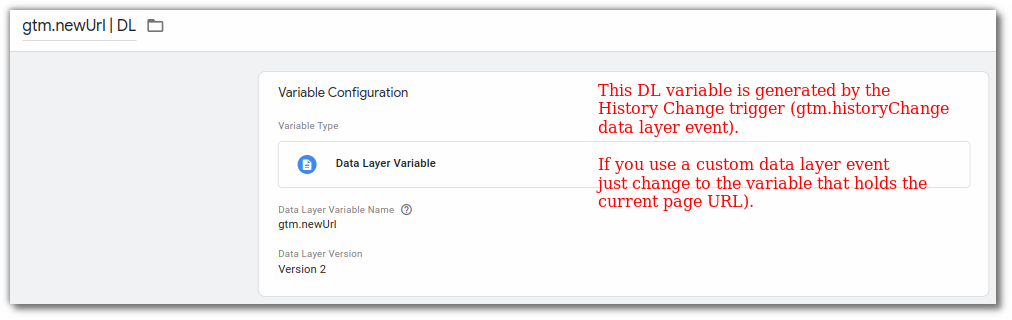 gtm.newUrl | DL
Variable Configuration
Variable Type
Data Layer Variable
Data Layer Variable Name
gtm.newUrl
Data Layer Version
Version 2
This DL variable is generated by the
History Change trigger (gtm.historyChange
data layer event).
If you use a custom data layer event
just change to the variable that holds the
current page URL).